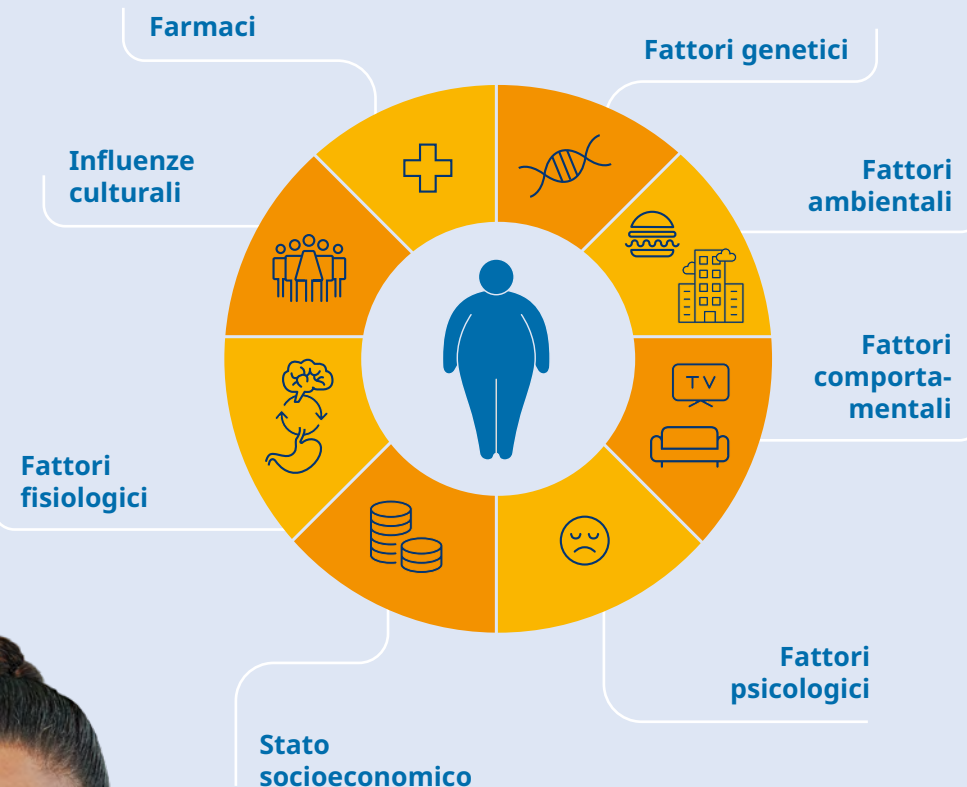 Farmaci
Fattori genetici
Influenze
culturali
Fattori
ambientali
TV
Fattori
comporta-
mentali
Fattori
fisiologici
Fattori
psicologici
Stato
socioeconomico